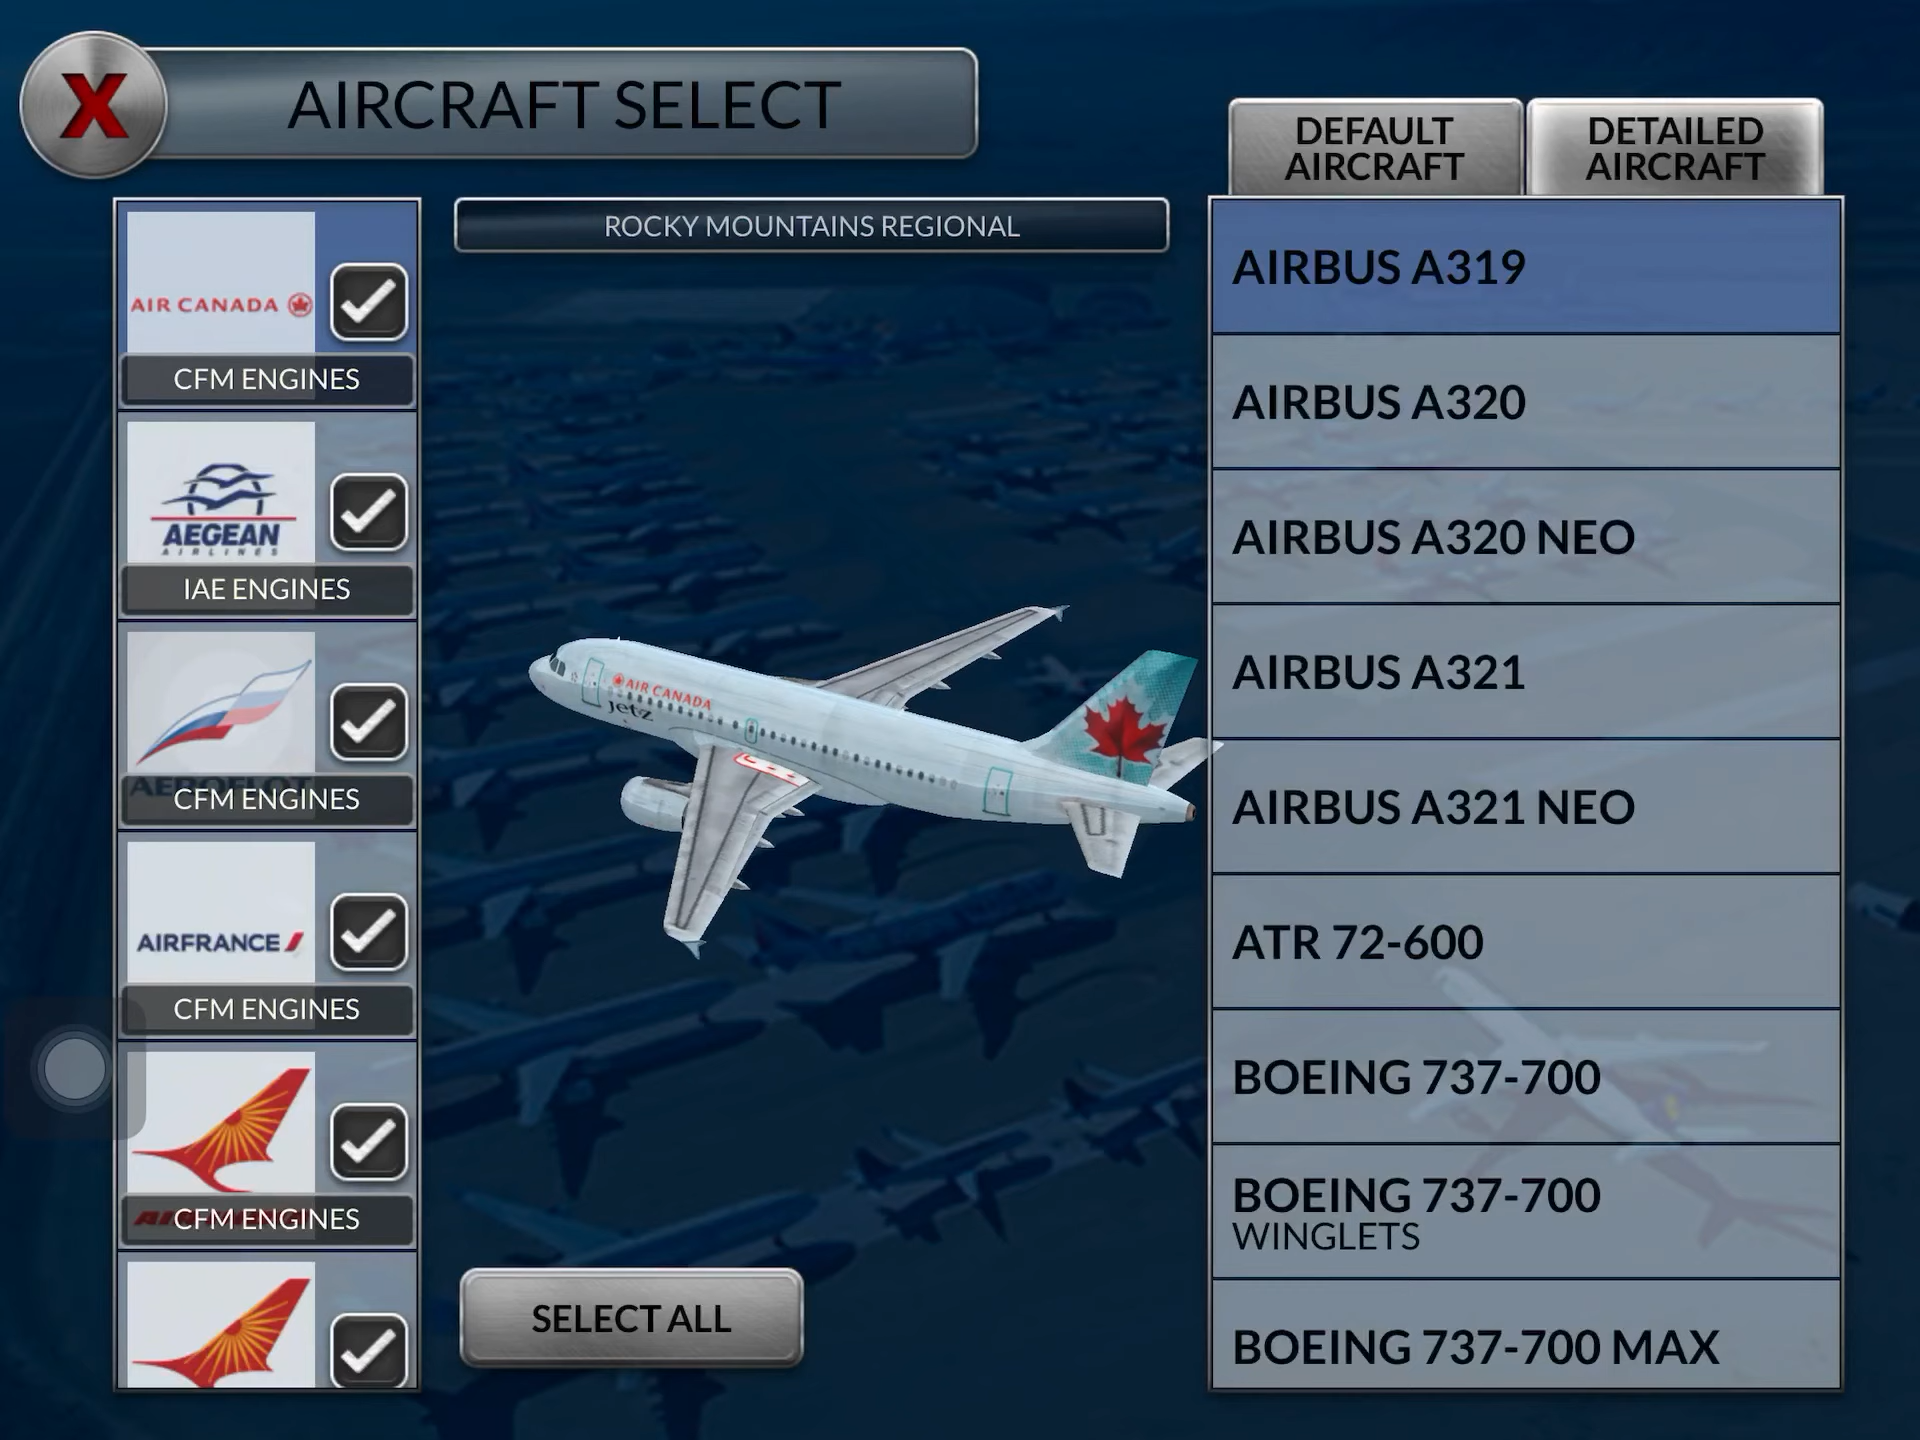 X
AIRCRAFT SELECT
DEFAULT
AIRCRAFT
DETAILED
AIRCRAFT
ROCKY MOUNTAINS REGIONAL
AIR CANADA
CFM ENGINES
AEGEAN
AIRLINES
IAE ENGINES
AEROFLOT
CFM ENGINES
AIRFRANCE
CFM ENGINES
CFM ENGINES
AIR CANADA
jetz
SELECT ALL
AIRBUS A319
AIRBUS A320
AIRBUS A320 NEO
AIRBUS A321
AIRBUS A321 NEO
ATR 72-600
BOEING 737-700
BOEING 737-700
WINGLETS
BOEING 737-700 MAX